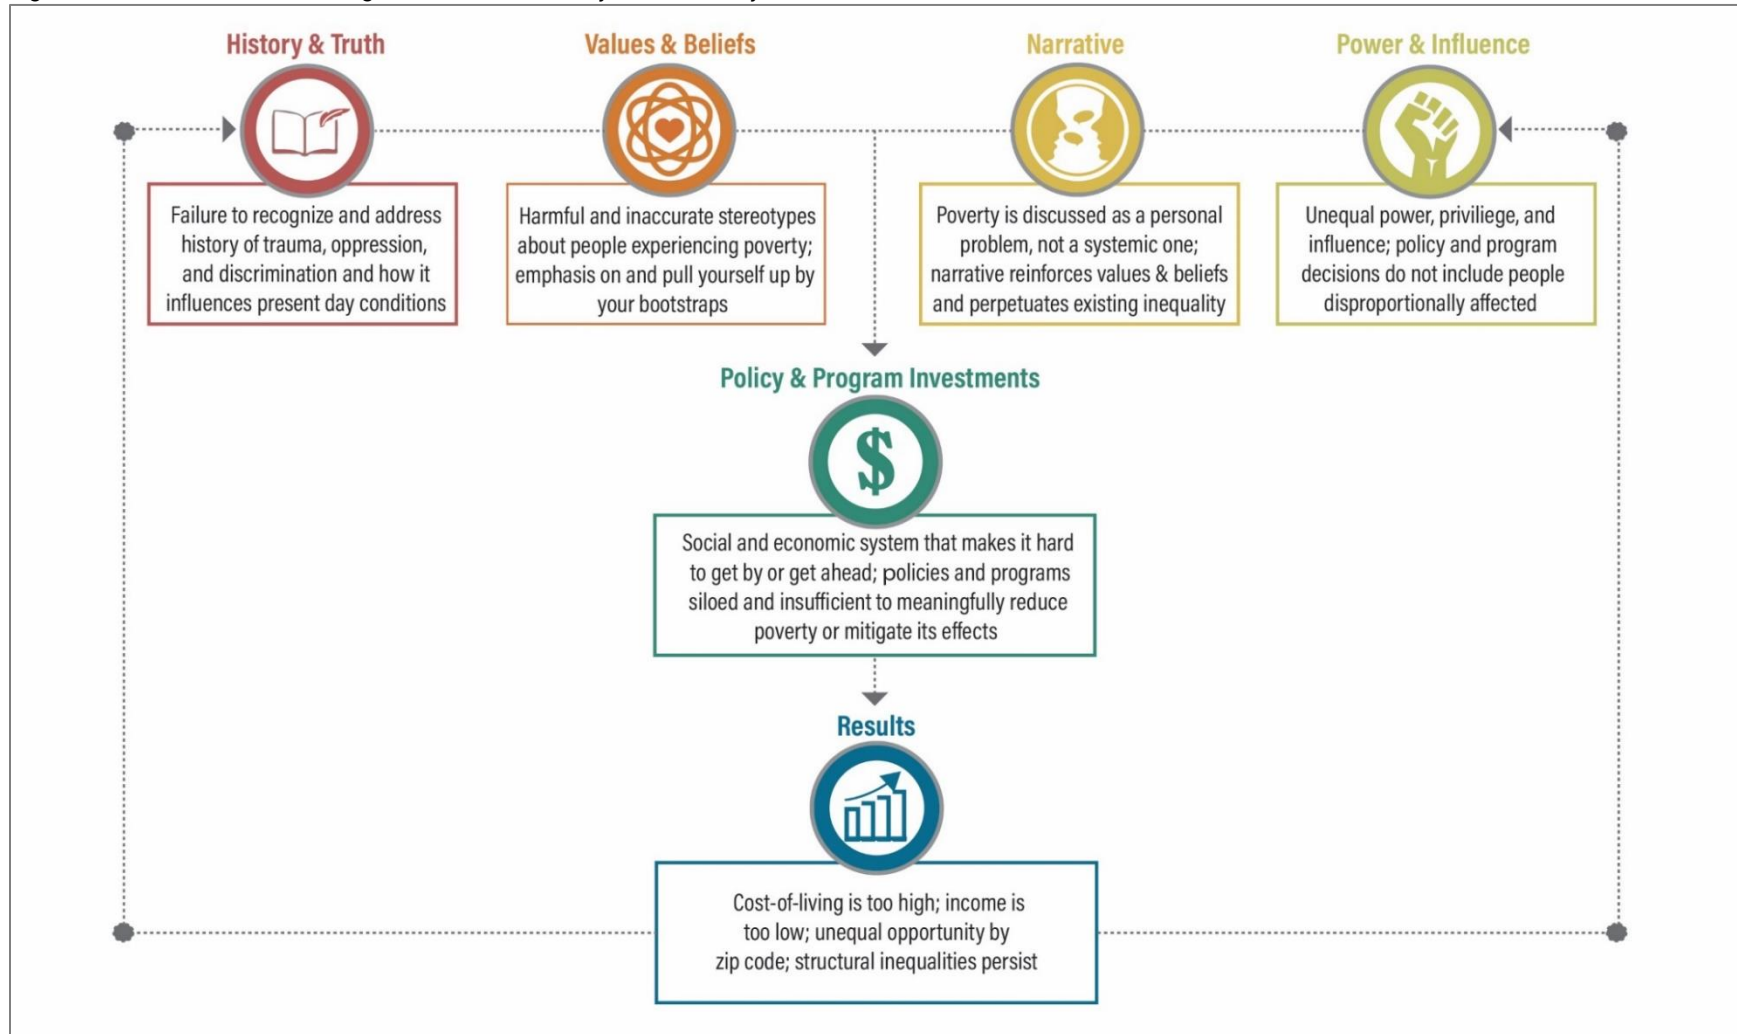 History & Truth
Values & Beliefs
Narrative
Power & Influence
Failure to recognize and address
history of trauma, oppression,
and discrimination and how it
influences present day conditions
Harmful and inaccurate stereotypes
about people experiencing poverty;
emphasis on and pull yourself up by
your bootstraps
Poverty is discussed as a personal
problem, not a systemic one;
narrative reinforces values & beliefs
and perpetuates existing inequality
Unequal power, priviliege, and
influence; policy and program
decisions do not include people
disproportionally affected
Policy & Program Investments
$
Social and economic system that makes it hard
to get by or get ahead; policies and programs
siloed and insufficient to meaningfully reduce
poverty or mitigate its effects
Results
Cost-of-living is too high; income is
too low; unequal opportunity by
zip code; structural inequalities persist